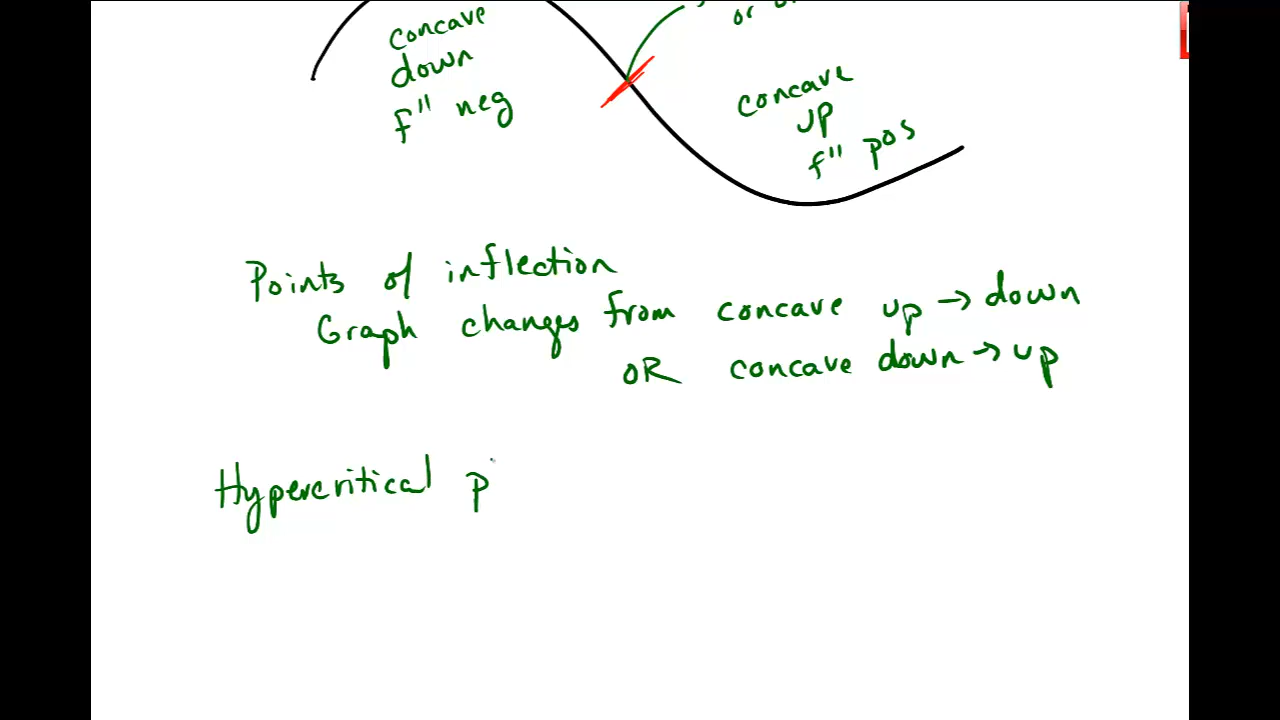 or
concave
down
f" neg
concave
up
f" pos
Points of inflection
Graph changes from concave up → down
OR concave down → up
Hypercritical p